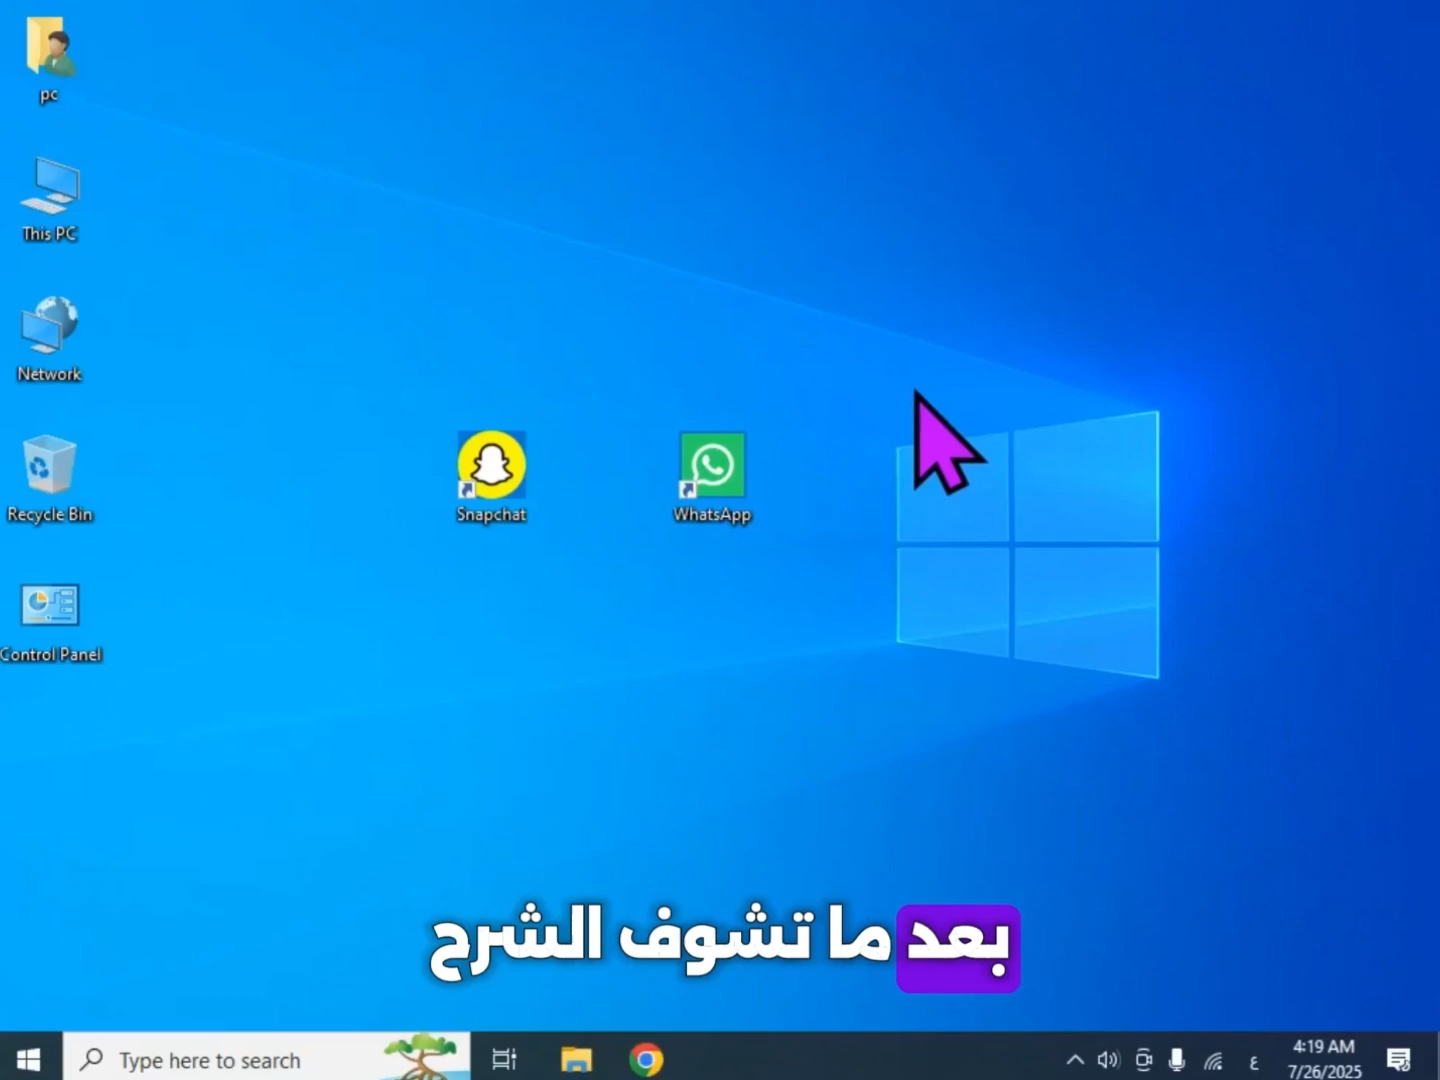 pc
This PC
Network
Recycle Bin
Control Panel
Snapchat
WhatsApp
بعد ما تشوف الشرح
Type here to search
ع
4:19 AM
7/26/2025